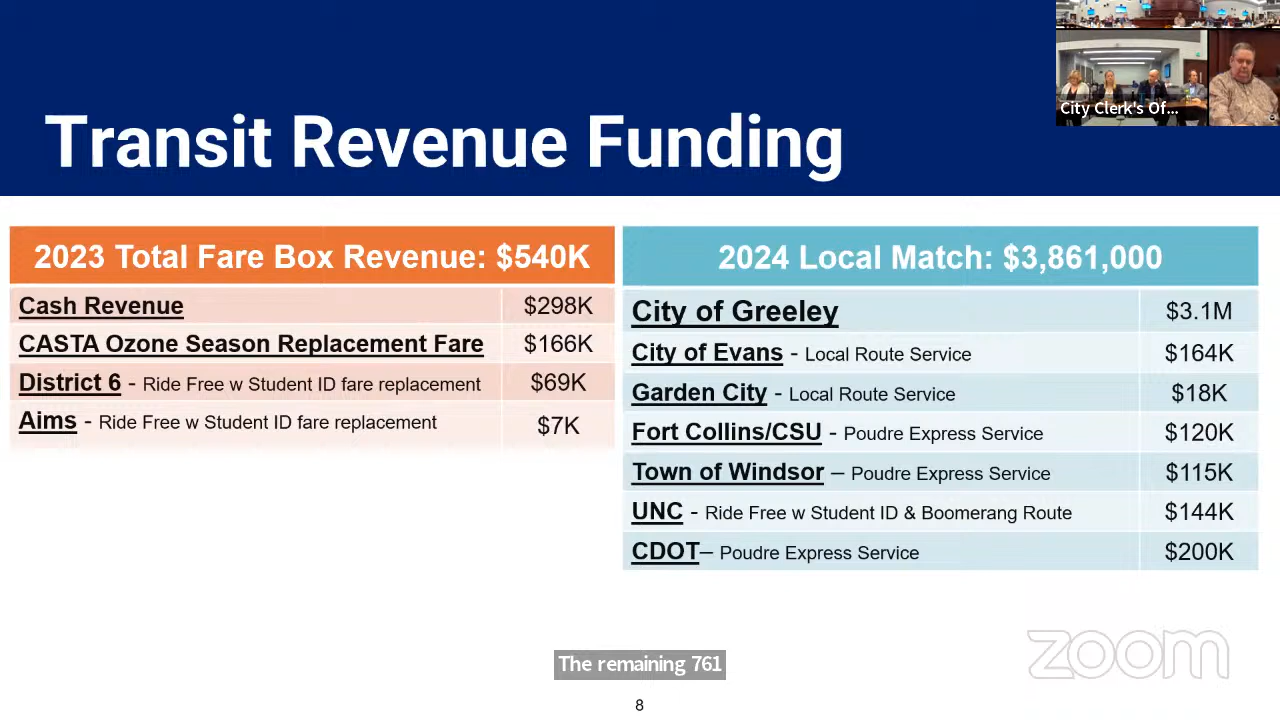 City Clerk's Of...
Transit Revenue Funding
2023 Total Fare Box Revenue: $540K
Cash Revenue $298K
CASTA Ozone Season Replacement Fare $166K
District 6 - Ride Free w Student ID fare replacement $69K
Aims - Ride Free w Student ID fare replacement $7K
2024 Local Match: $3,861,000
City of Greeley $3.1M
City of Evans - Local Route Service $164K
Garden City - Local Route Service $18K
Fort Collins/CSU - Poudre Express Service $120K
Town of Windsor – Poudre Express Service $115K
UNC - Ride Free w Student ID & Boomerang Route $144K
CDOT– Poudre Express Service $200K
zoom
The remaining 761
8